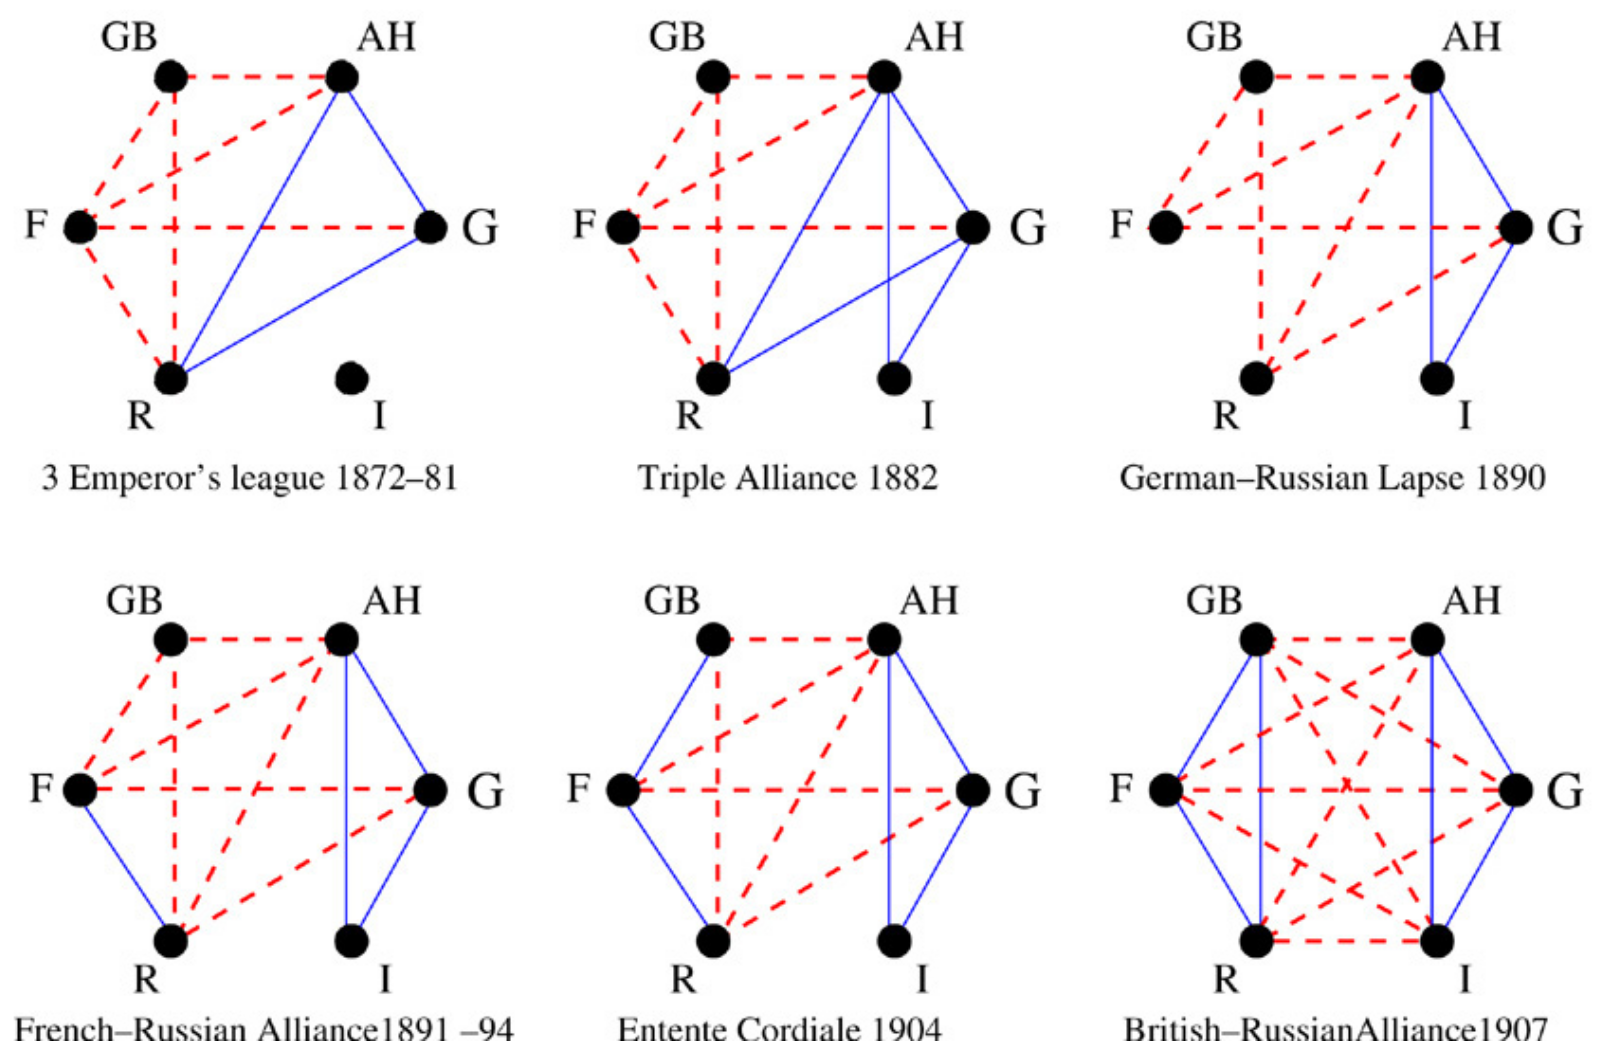 GB AH GB AH GB AH
F G F G F G
R I R I R I
3 Emperor's league 1872–81 Triple Alliance 1882 German–Russian Lapse 1890
GB AH GB AH GB AH
F G F G F G
R I R I R I
French–Russian Alliance1891 –94 Entente Cordiale 1904 British–RussianAlliance1907